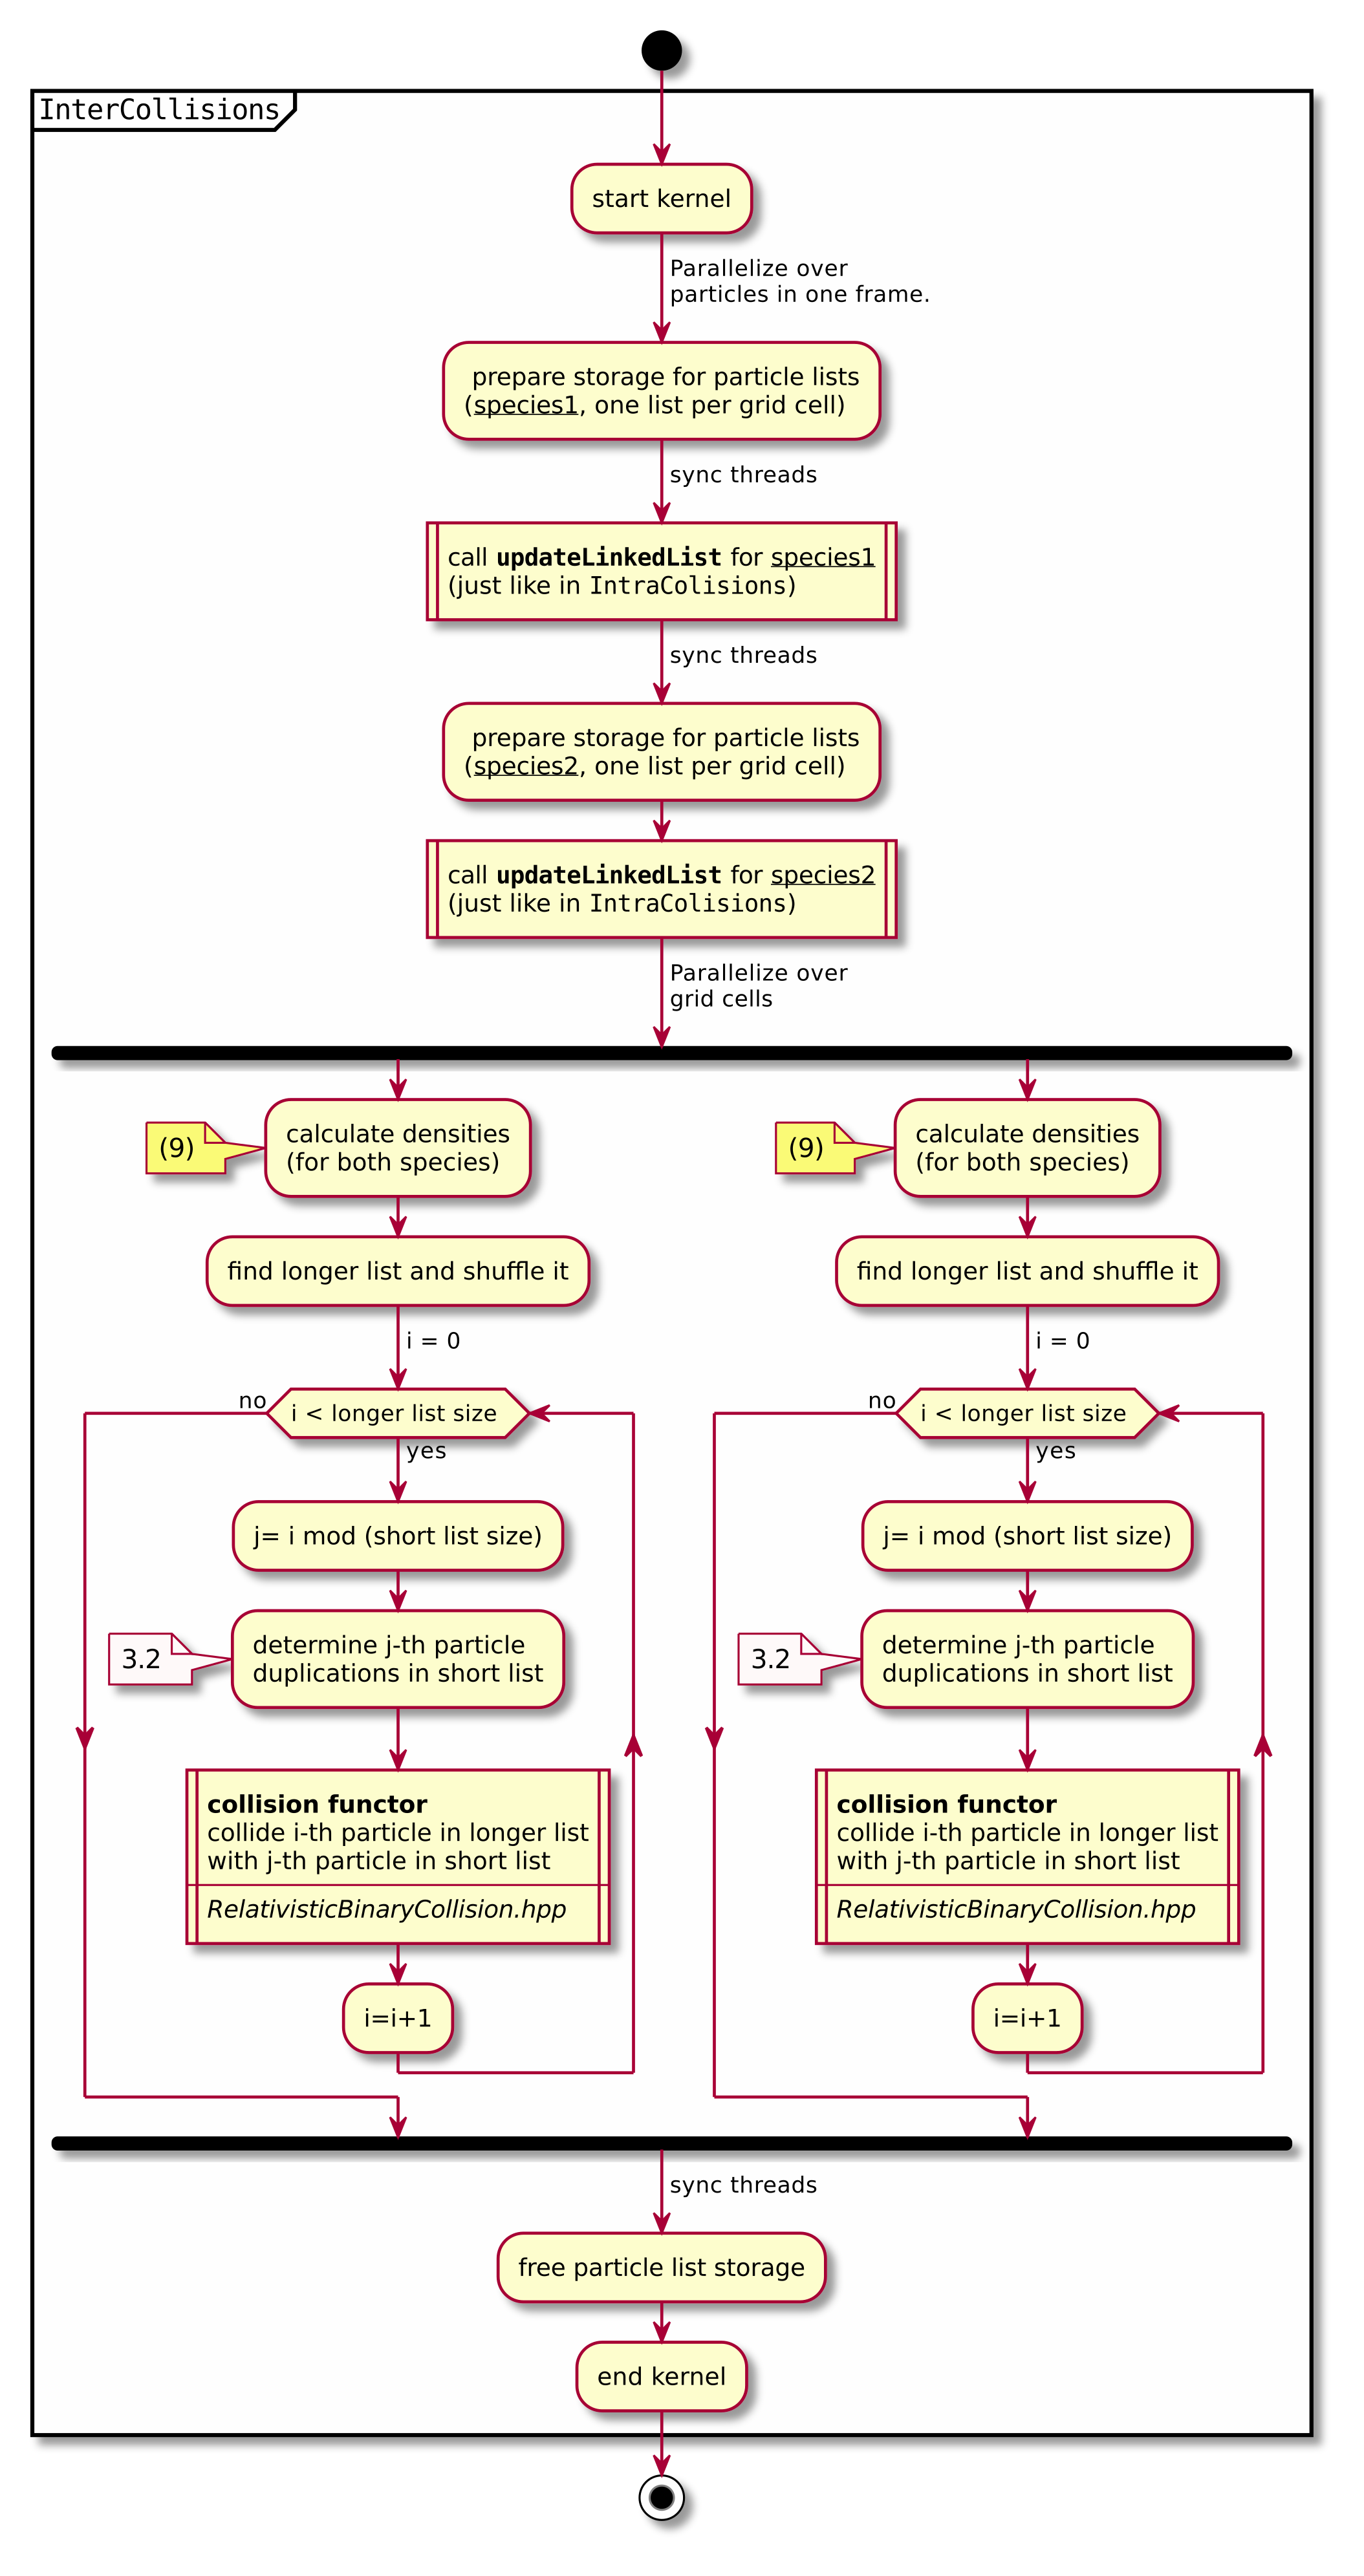 InterCollisions
start kernel
Parallelize over
particles in one frame.
prepare storage for particle lists
(species1, one list per grid cell)
sync threads
call updateLinkedList for species1
(just like in IntraColisions)
sync threads
prepare storage for particle lists
(species2, one list per grid cell)
call updateLinkedList for species2
(just like in IntraColisions)
Parallelize over
grid cells
(9)
calculate densities
(for both species)
find longer list and shuffle it
i = 0
no
i < longer list size
yes
j= i mod (short list size)
3.2
determine j-th particle
duplications in short list
collision functor
collide i-th particle in longer list
with j-th particle in short list
RelativisticBinaryCollision.hpp
i=i+1
(9)
calculate densities
(for both species)
find longer list and shuffle it
i = 0
no
i < longer list size
yes
j= i mod (short list size)
3.2
determine j-th particle
duplications in short list
collision functor
collide i-th particle in longer list
with j-th particle in short list
RelativisticBinaryCollision.hpp
i=i+1
sync threads
free particle list storage
end kernel